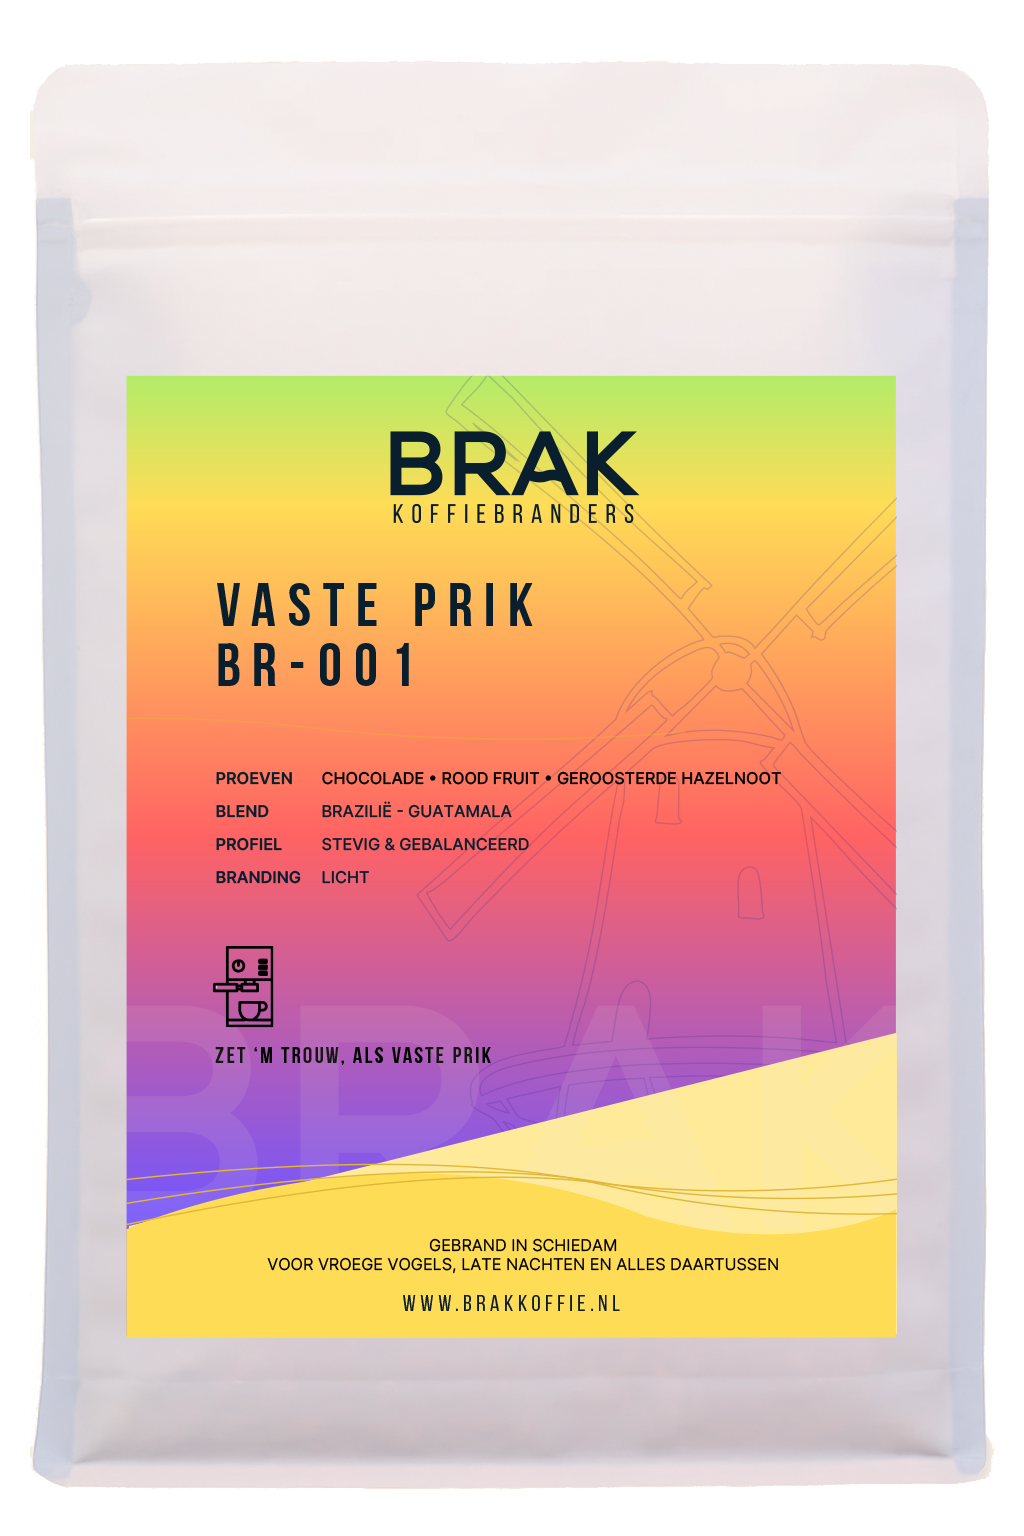 BRAK
KOFFIEBRANDERS
VASTE PRIK
BR-001
PROEVEN CHOCOLADE • ROOD FRUIT • GEROOSTERDE HAZELNOOT
BLEND BRAZILIË - GUATAMALA
PROFIEL STEVIG & GEBALANCEERD
BRANDING LICHT
ZET ‘M TROUW, ALS VASTE PRIK
BRAK
GEBRAND IN SCHIEDAM
VOOR VROEGE VOGELS, LATE NACHTEN EN ALLES DAARTUSSEN
WWW.BRAKKOFFIE.NL